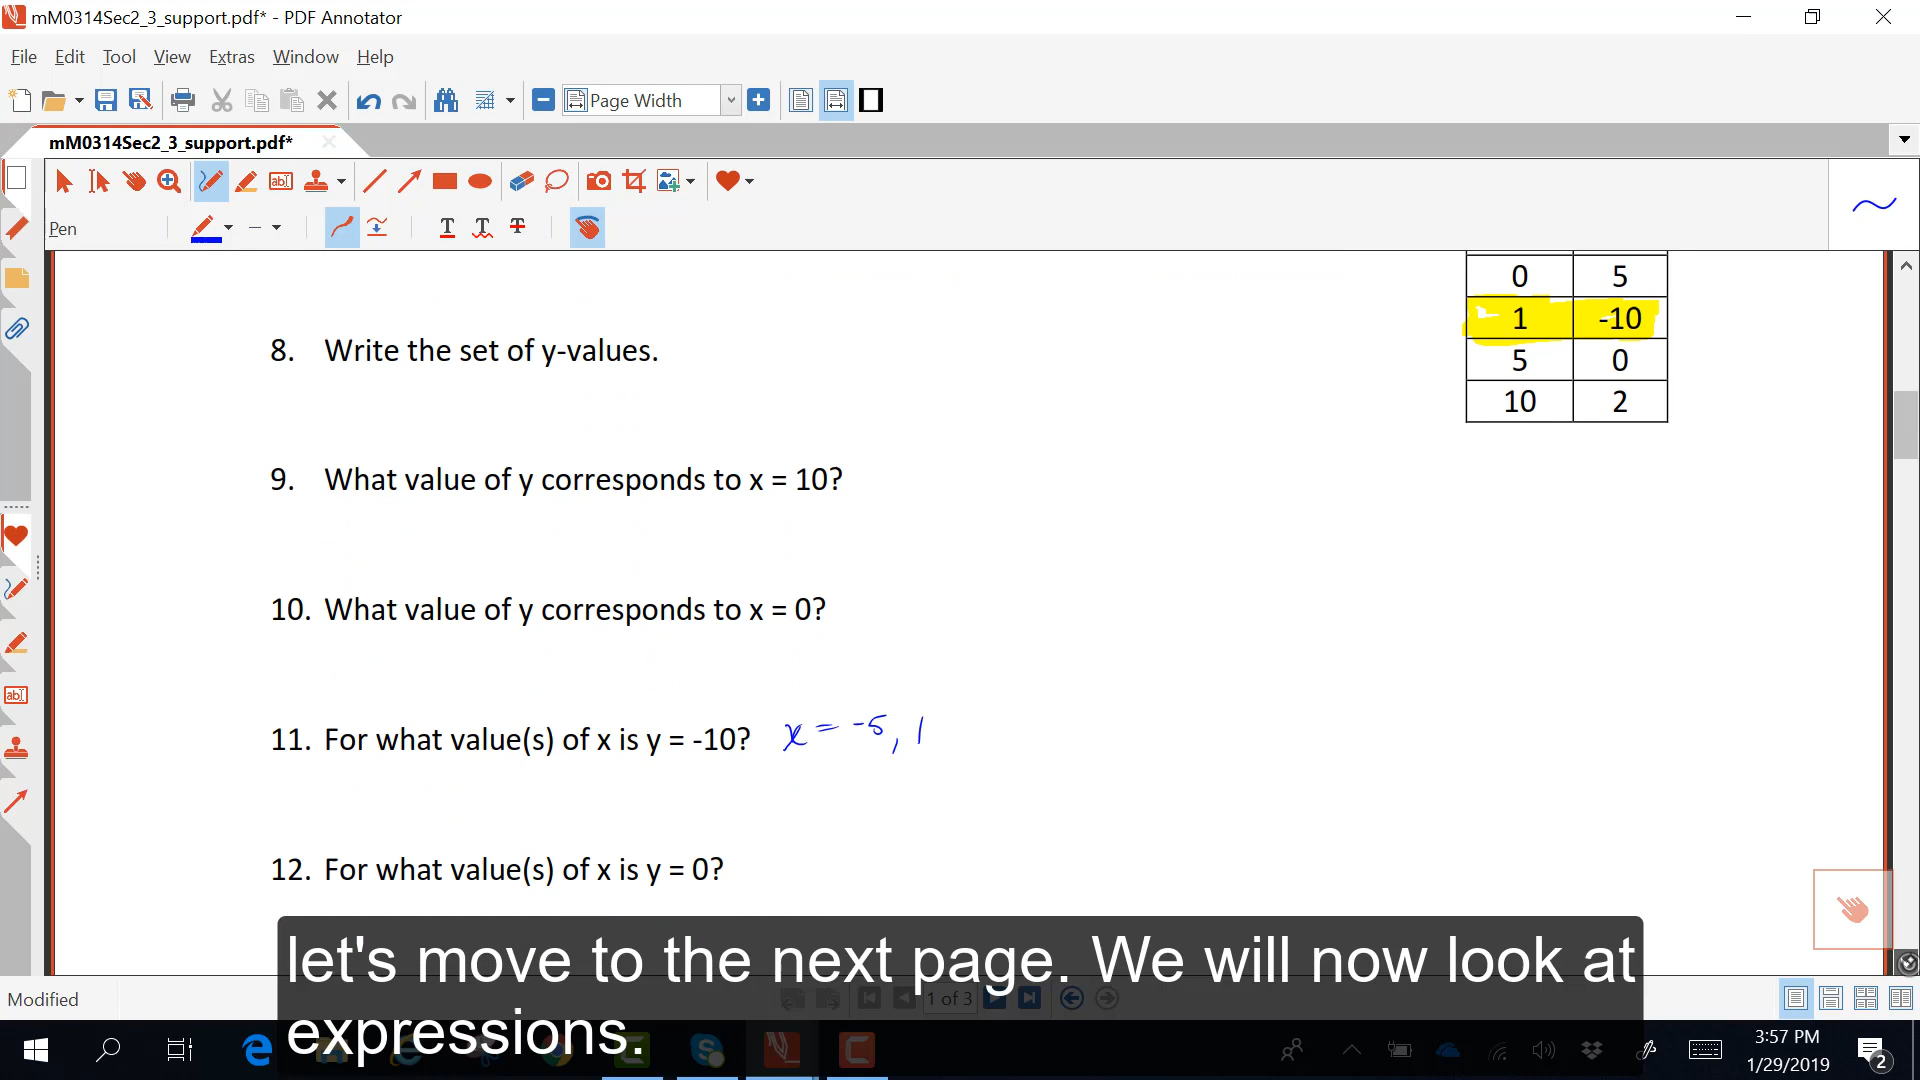 mM0314Sec2_3_support.pdf* - PDF Annotator
File Edit Tool View Extras Window Help
Page Width
mM0314Sec2_3_support.pdf*
Pen
0 5
1 -10
5 0
10 2
8. Write the set of y-values.
9. What value of y corresponds to x = 10?
10. What value of y corresponds to x = 0?
11. For what value(s) of x is y = -10? x = -5, 1
12. For what value(s) of x is y = 0?
let's move to the next page. We will now look at
expressions.
Modified
1 of 3
3:57 PM
1/29/2019
2